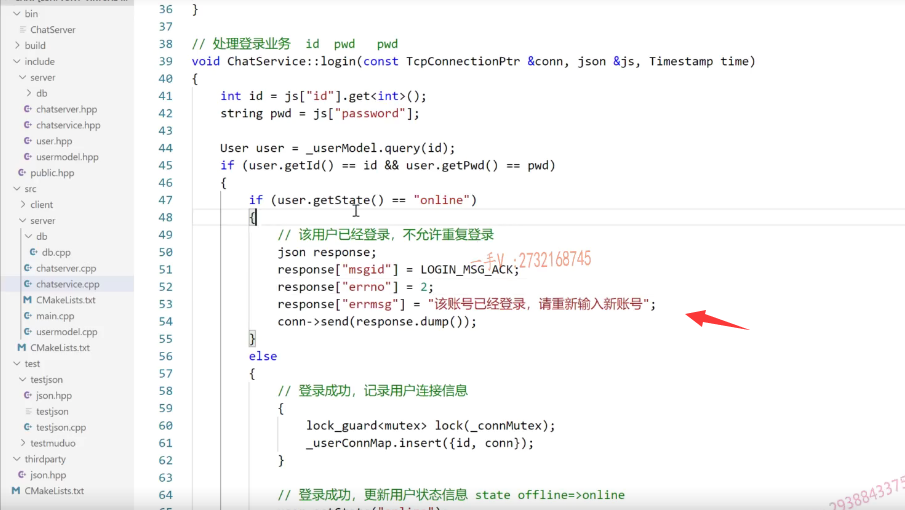 bin
ChatServer
build
include
server
db
chatserver.hpp
chatservice.hpp
user.hpp
usermodel.hpp
public.hpp
src
client
server
db
db.cpp
chatserver.cpp
chatservice.cpp
CMakeLists.txt
main.cpp
usermodel.cpp
CMakeLists.txt
test
testjson
json.hpp
testjson
testjson.cpp
testmuduo
thirdparty
json.hpp
CMakeLists.txt
36 }
37
38 // 处理登录业务 id pwd pwd
39 void ChatService::login(const TcpConnectionPtr &conn, json &js, Timestamp time)
40 {
41 int id = js["id"].get<int>();
42 string pwd = js["password"];
43
44 User user = _userModel.query(id);
45 if (user.getId() == id && user.getPwd() == pwd)
46 {
47 if (user.getState() == "online")
48 {
49 // 该用户已经登录，不允许重复登录
50 json response;
51 response["msgid"] = LOGIN_MSG_ACK;
52 response["errno"] = 2;
53 response["errmsg"] = "该账号已经登录，请重新输入新账号";
54 conn->send(response.dump());
55 }
56 else
57 {
58 // 登录成功，记录用户连接信息
59 {
60 lock_guard<mutex> lock(_connMutex);
61 _userConnMap.insert({id, conn});
62 }
63
64 // 登录成功，更新用户状态信息 state offline=>online
一手V：2732168745
2938843375